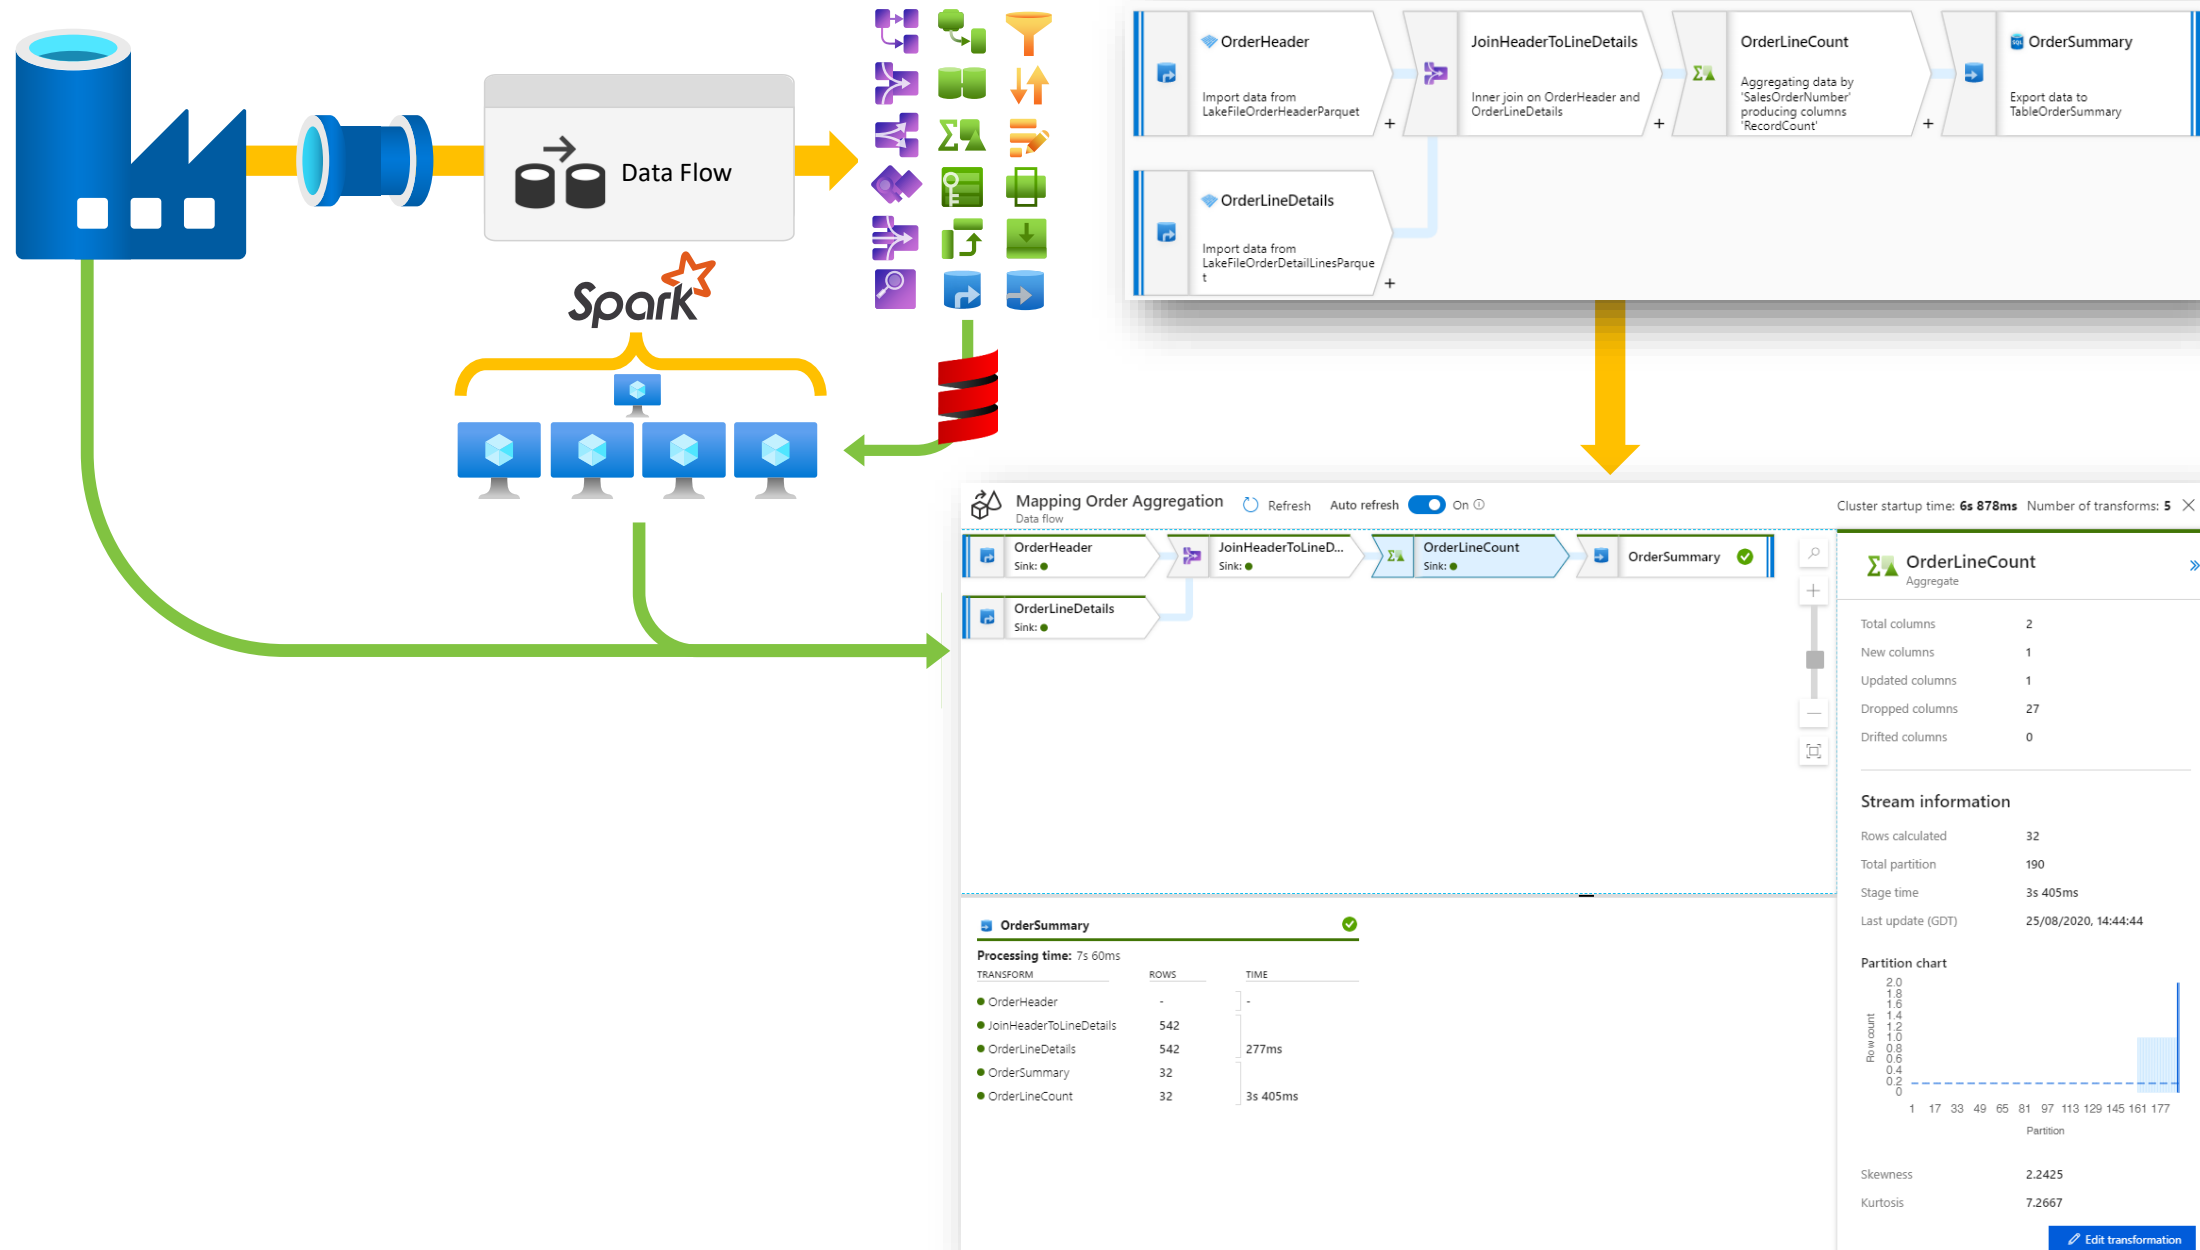 Data Flow
Spark
OrderHeader
Import data from
LakeFileOrderHeaderParquet
+
JoinHeaderToLineDetails
Inner join on OrderHeader and
OrderLineDetails
+
OrderLineCount
Aggregating data by
'SalesOrderNumber'
producing columns
'RecordCount'
+
SQL
OrderSummary
Export data to
TableOrderSummary
OrderLineDetails
Import data from
LakeFileOrderDetailLinesParque
t
+
Mapping Order Aggregation
Data flow
Refresh
Auto refresh
On
Cluster startup time: 6s 878ms
Number of transforms: 5
OrderHeader
Sink:
JoinHeaderToLineD...
Sink:
OrderLineCount
Sink:
OrderSummary
OrderLineDetails
Sink:
OrderLineCount
Aggregate
Total columns 2
New columns 1
Updated columns 1
Dropped columns 27
Drifted columns 0
Stream information
Rows calculated 32
Total partition 190
Stage time 3s 405ms
Last update (GDT) 25/08/2020, 14:44:44
Partition chart
2.0
1.8
1.6
1.4
1.2
1.0
0.8
0.6
0.4
0.2
0
Row count
1 17 33 49 65 81 97 113 129 145 161 177
Partition
Skewness 2.2425
Kurtosis 7.2667
Edit transformation
OrderSummary
Processing time: 7s 60ms
TRANSFORM ROWS TIME
OrderHeader - -
JoinHeaderToLineDetails 542
OrderLineDetails 542 277ms
OrderSummary 32
OrderLineCount 32 3s 405ms